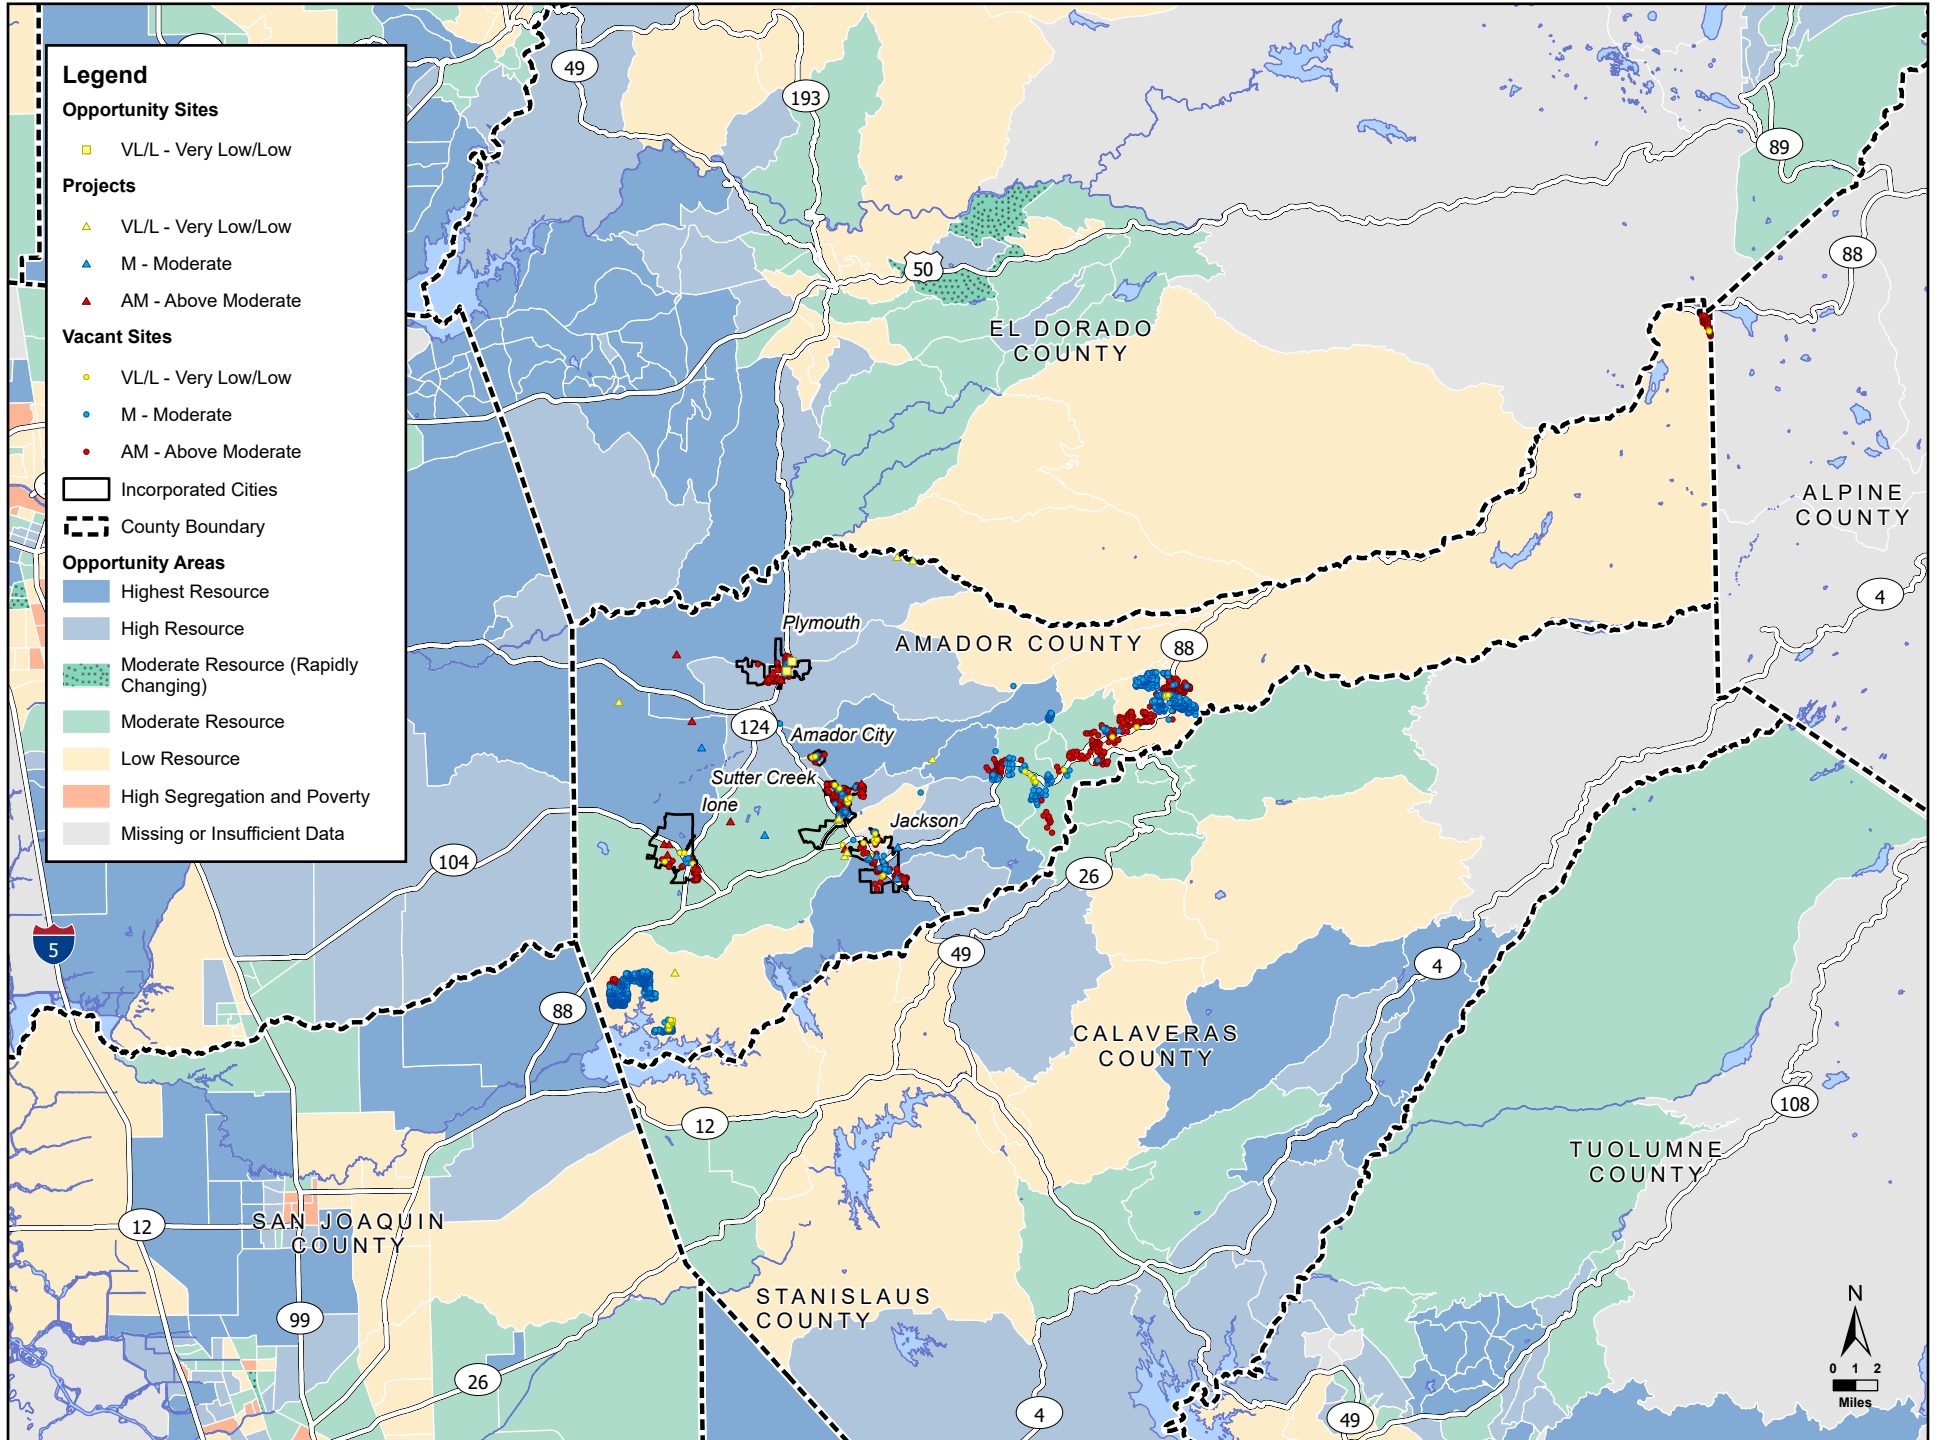 Legend
Opportunity Sites
VL/L - Very Low/Low
Projects
VL/L - Very Low/Low
M - Moderate
AM - Above Moderate
Vacant Sites
VL/L - Very Low/Low
M - Moderate
AM - Above Moderate
Incorporated Cities
County Boundary
Opportunity Areas
Highest Resource
High Resource
Moderate Resource (Rapidly
Changing)
Moderate Resource
Low Resource
High Segregation and Poverty
Missing or Insufficient Data
49
193
89
88
50
EL DORADO
COUNTY
ALPINE
COUNTY
4
Plymouth
AMADOR COUNTY
88
124
Amador City
Sutter Creek
Ione
Jackson
104
26
5
49
4
88
CALAVERAS
COUNTY
12
108
TUOLUMNE
COUNTY
12
SAN JOAQUIN
COUNTY
STANISLAUS
COUNTY
99
26
4
49
N
0 1 2
Miles